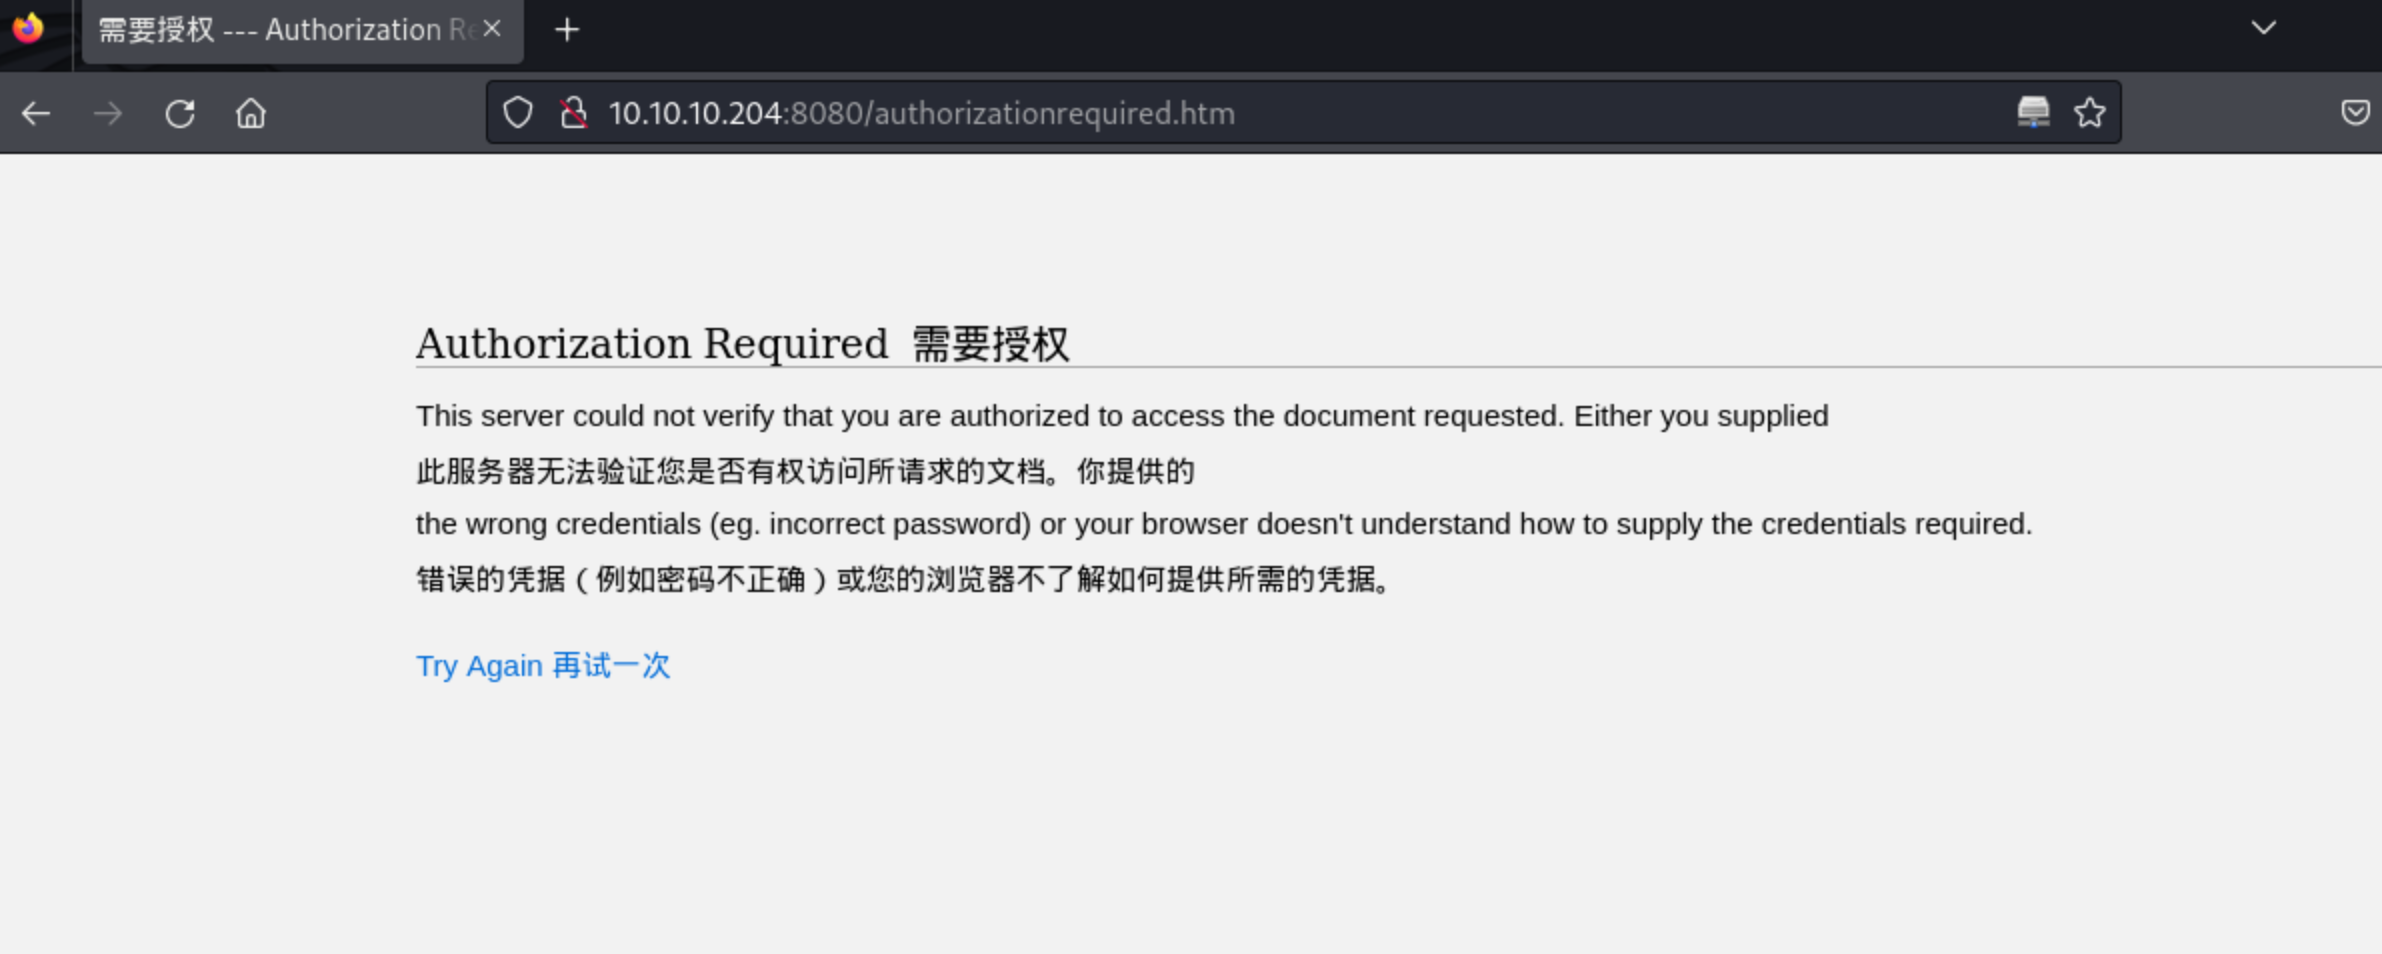 需要授权 --- Authorization Re
10.10.10.204:8080/authorizationrequired.htm
Authorization Required 需要授权
This server could not verify that you are authorized to access the document requested. Either you supplied
此服务器无法验证您是否有权访问所请求的文档。你提供的
the wrong credentials (eg. incorrect password) or your browser doesn't understand how to supply the credentials required.
错误的凭据（例如密码不正确）或您的浏览器不了解如何提供所需的凭据。
Try Again 再试一次